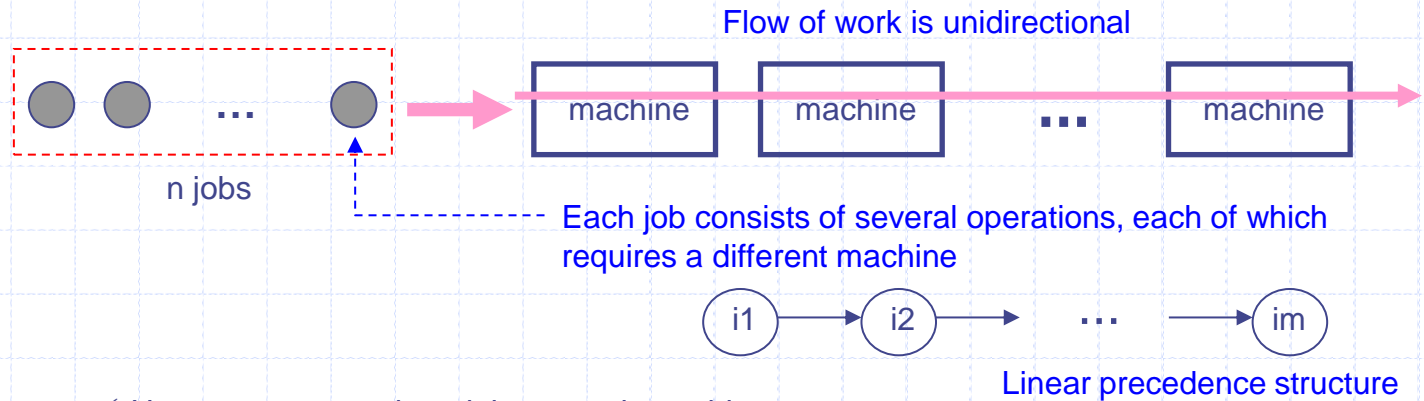 Flow of work is unidirectional
... machine machine ... machine
n jobs
Each job consists of several operations, each of which
requires a different machine
i1 i2 ... im
Linear precedence structure